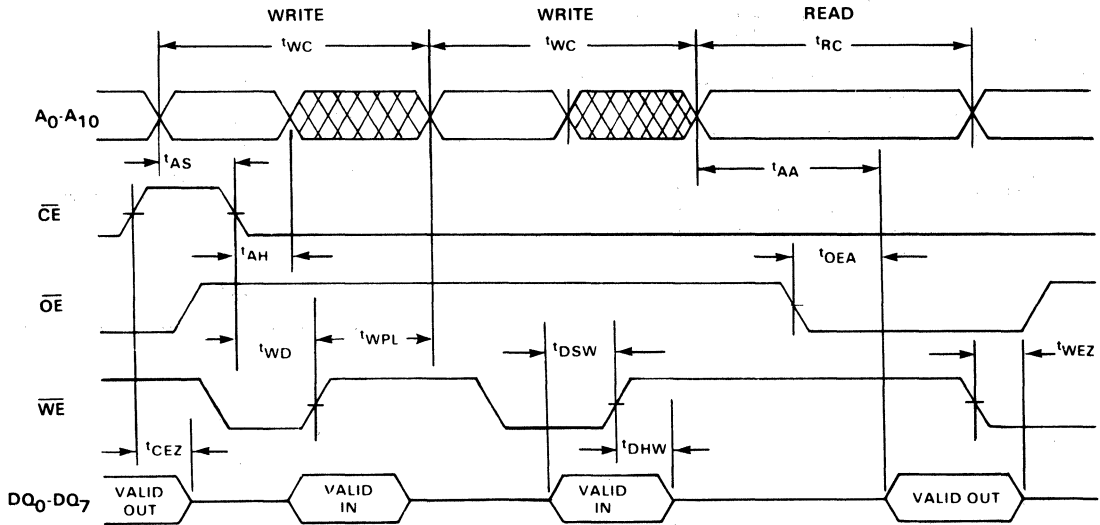 WRITE WRITE READ
tWC tWC tRC
A0-A10
tAS
tAA
CE
tAH
tOEA
OE
tWD tWPL tDSW tWEZ
WE
tCEZ
tDHW
DQ0-DQ7
VALID OUT
VALID IN
VALID IN
VALID OUT